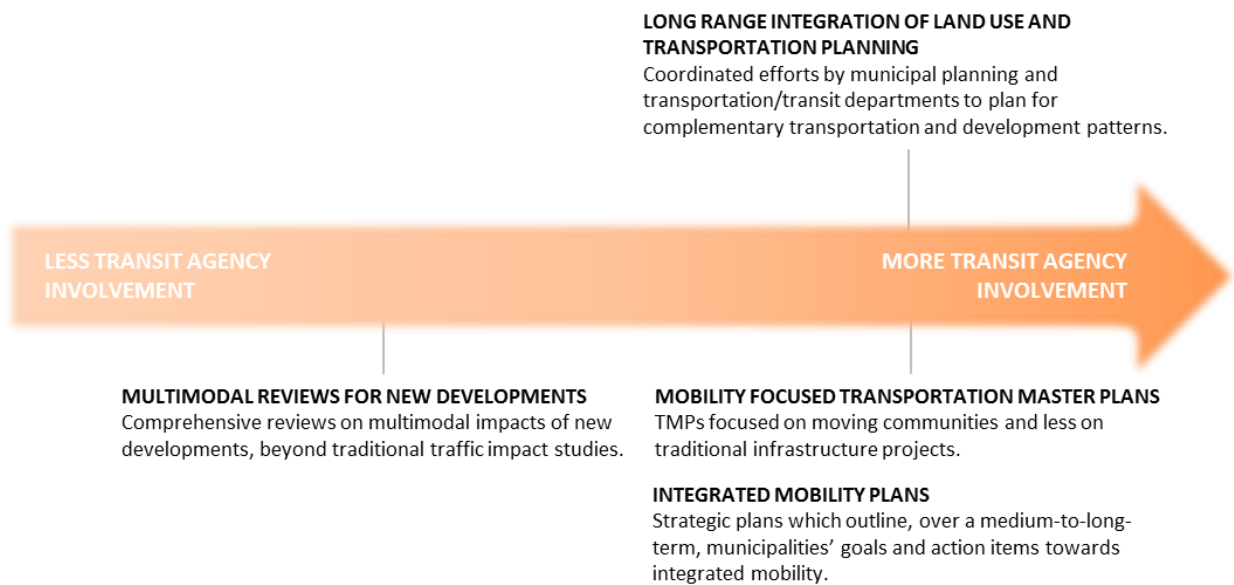 LONG RANGE INTEGRATION OF LAND USE AND
TRANSPORTATION PLANNING
Coordinated efforts by municipal planning and
transportation/transit departments to plan for
complementary transportation and development patterns.
LESS TRANSIT AGENCY
INVOLVEMENT
MORE TRANSIT AGENCY
INVOLVEMENT
MULTIMODAL REVIEWS FOR NEW DEVELOPMENTS
Comprehensive reviews on multimodal impacts of new
developments, beyond traditional traffic impact studies.
MOBILITY FOCUSED TRANSPORTATION MASTER PLANS
TMPs focused on moving communities and less on
traditional infrastructure projects.
INTEGRATED MOBILITY PLANS
Strategic plans which outline, over a medium-to-long-
term, municipalities’ goals and action items towards
integrated mobility.